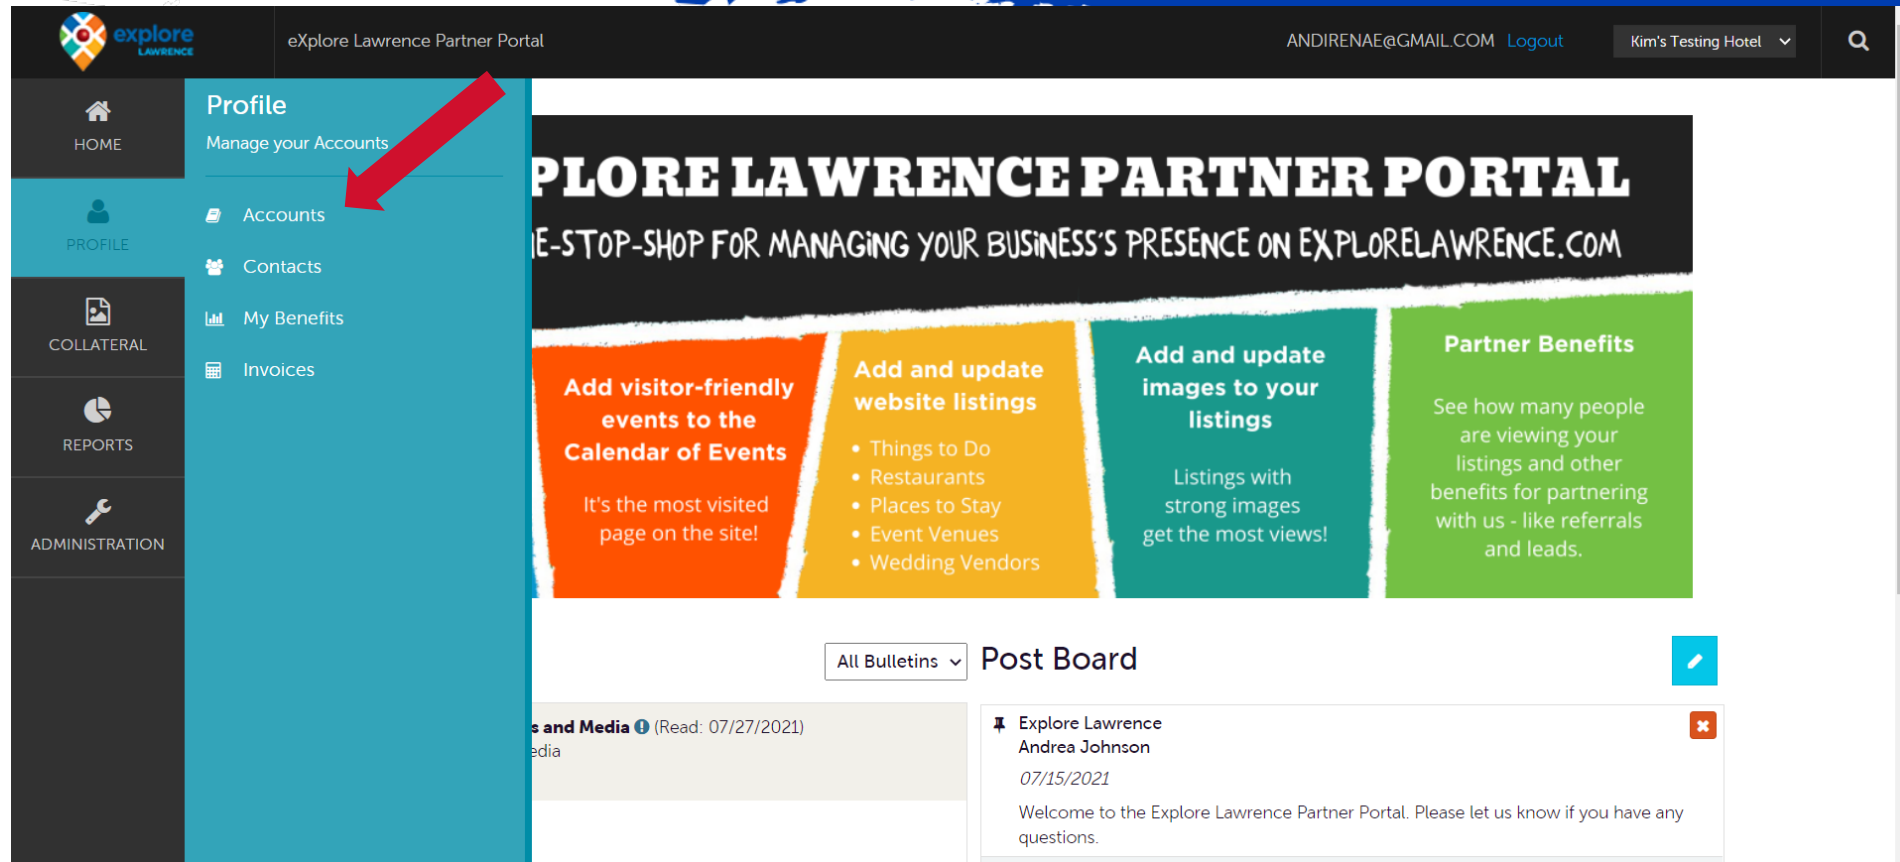 explore
LAWRENCE
eXplore Lawrence Partner Portal
ANDIRENAE@GMAIL.COM Logout
Kim's Testing Hotel
HOME
PROFILE
COLLATERAL
REPORTS
ADMINISTRATION
Profile
Manage your Accounts
Accounts
Contacts
My Benefits
Invoices
PLORE LAWRENCE PARTNER PORTAL
E-STOP-SHOP FOR MANAGiNG YOUR BUSiNESS'S PRESENCE ON EXPLORELAWRENCE.COM
Add visitor-friendly
events to the
Calendar of Events
It's the most visited
page on the site!
Add and update
website listings
• Things to Do
• Restaurants
• Places to Stay
• Event Venues
• Wedding Vendors
Add and update
images to your
listings
Listings with
strong images
get the most views!
Partner Benefits
See how many people
are viewing your
listings and other
benefits for partnering
with us - like referrals
and leads.
All Bulletins
s and Media (Read: 07/27/2021)
edia
Post Board
Explore Lawrence
Andrea Johnson
07/15/2021
Welcome to the Explore Lawrence Partner Portal. Please let us know if you have any
questions.